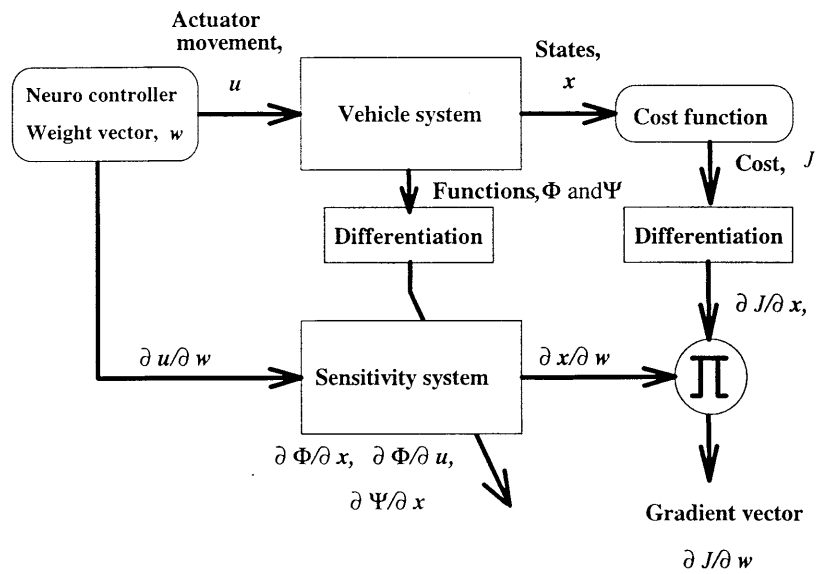 Actuator
movement,
u
States,
x
Neuro controller
Weight vector, w
Vehicle system
Cost function
Cost, J
Functions,Φ andΨ
Differentiation
Differentiation
∂ J/∂ x,
∂ u/∂ w
Sensitivity system
∂ x/∂ w
∏
∂ Φ/∂ x, ∂ Φ/∂ u,
∂ Ψ/∂ x
Gradient vector
∂ J/∂ w